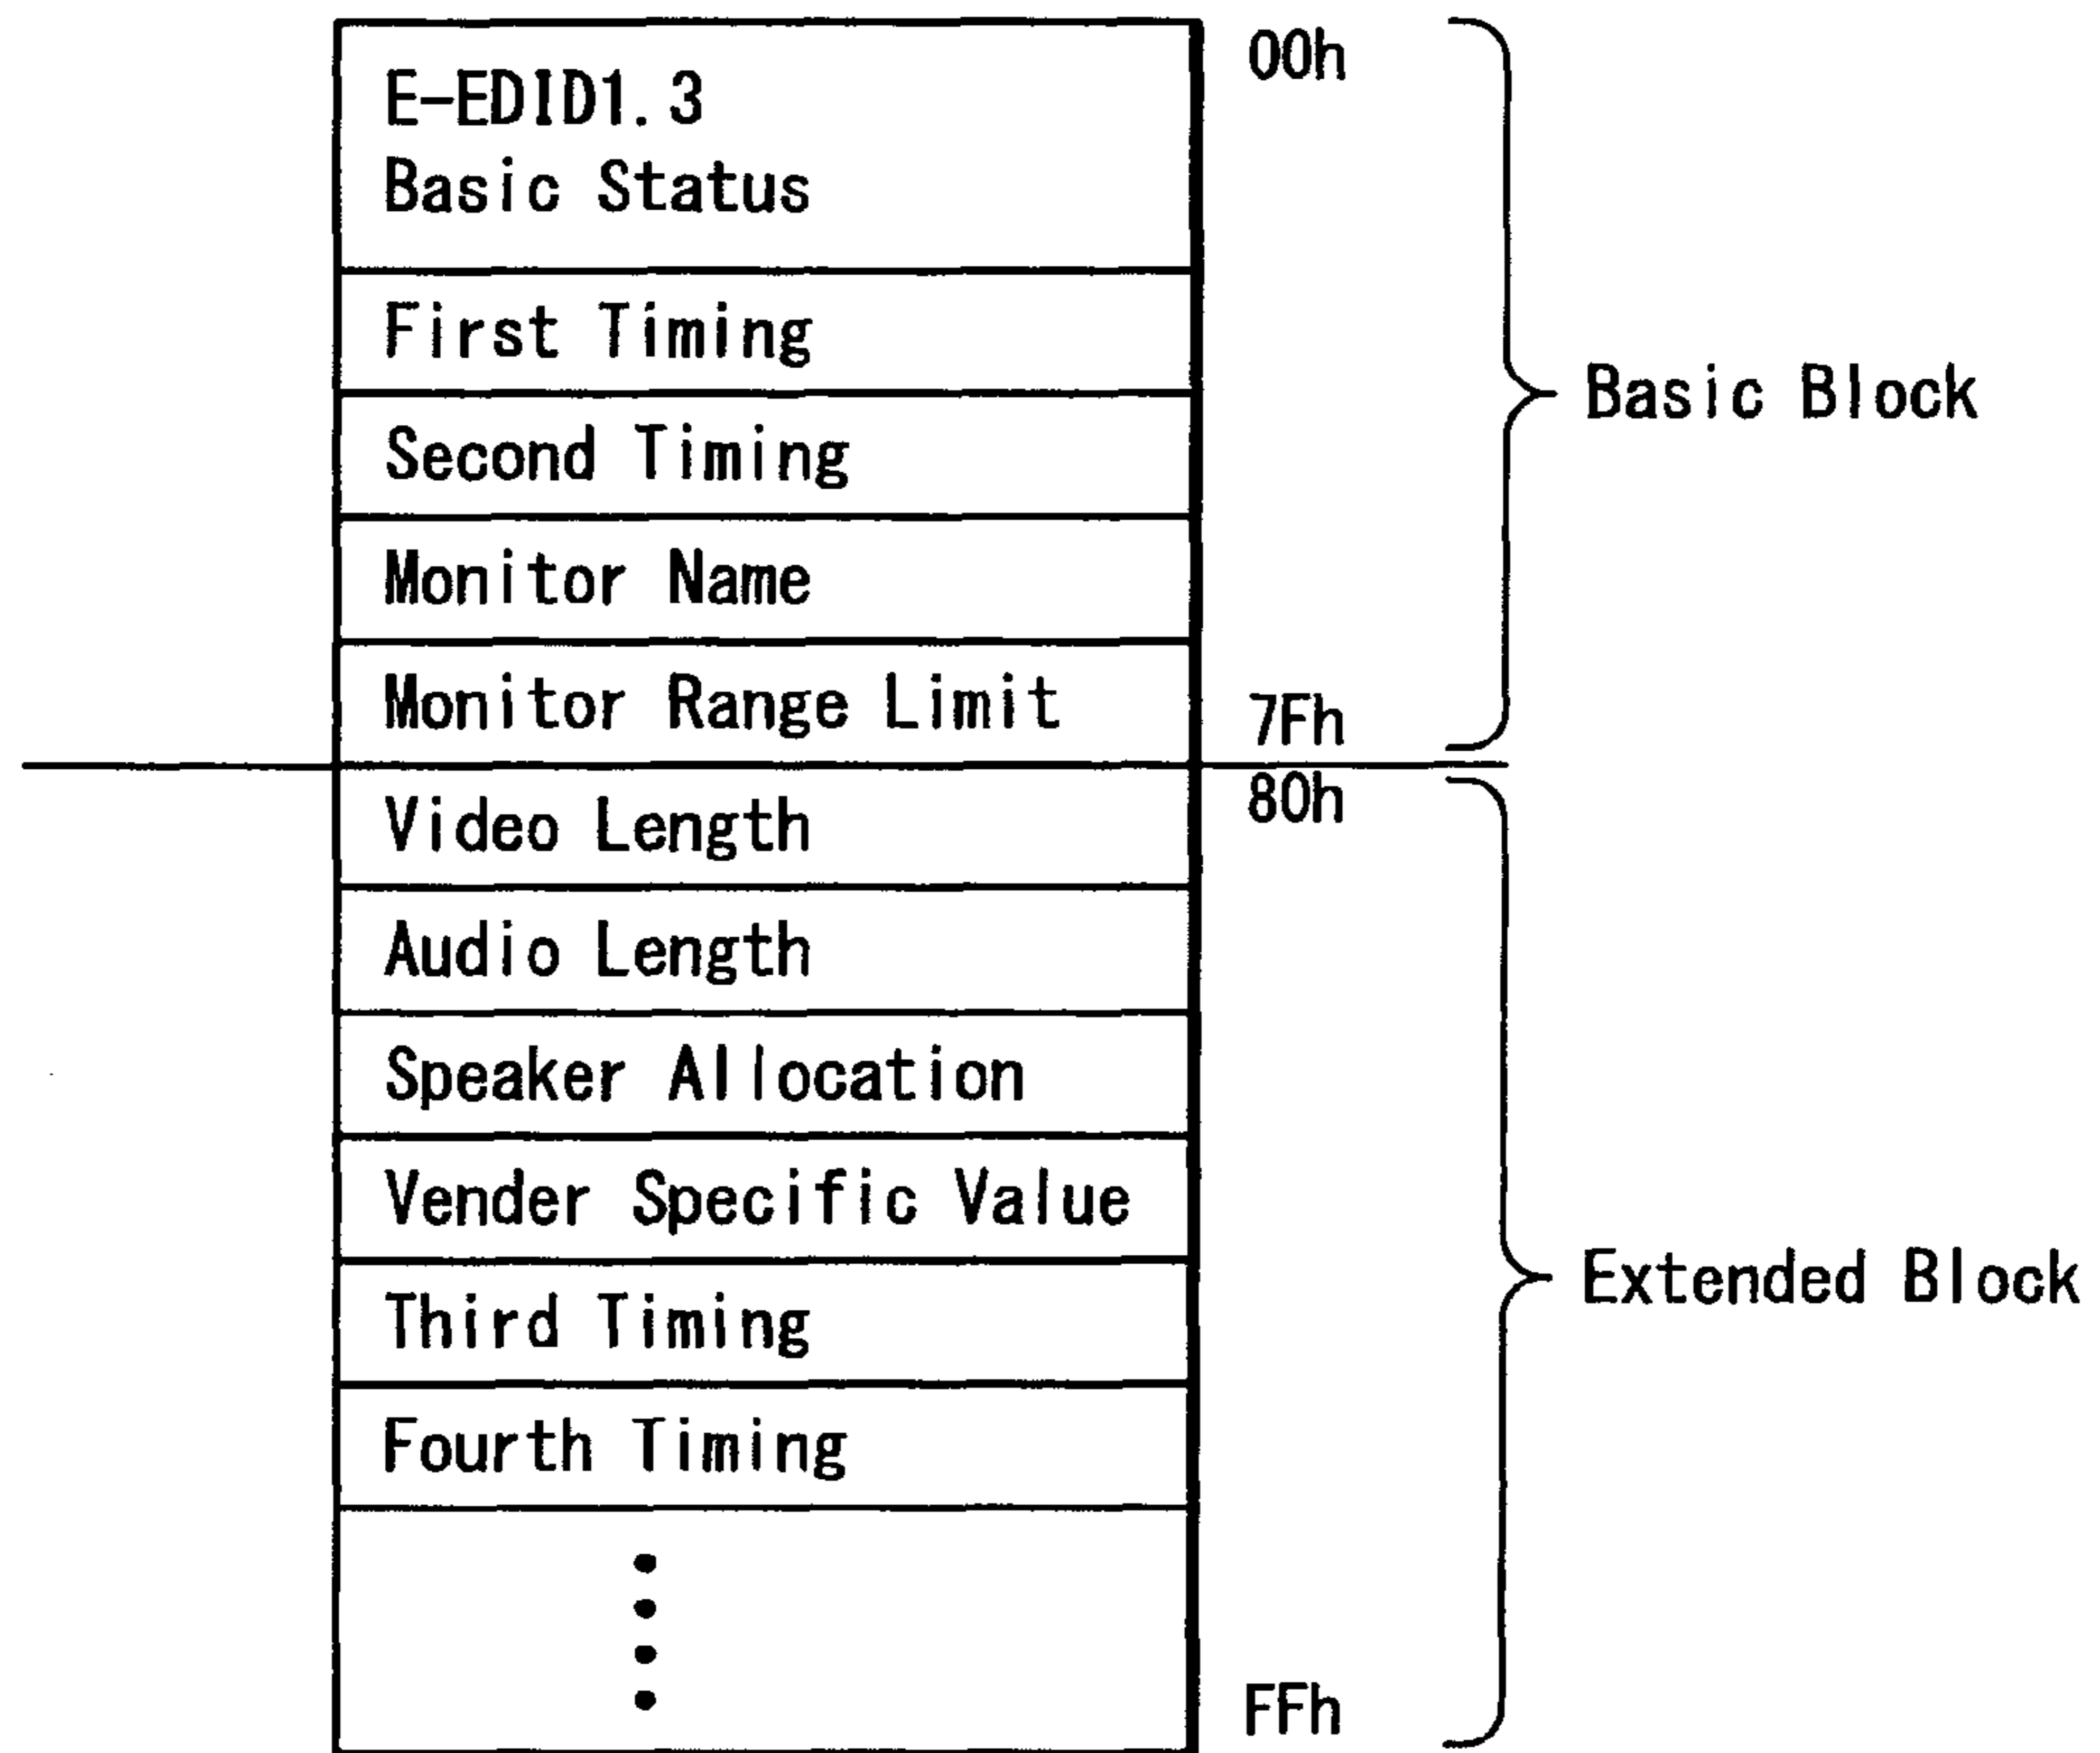 E-EDID1.3
Basic Status
00h
First Timing
Basic Block
Second Timing
Monitor Name
Monitor Range Limit
7Fh
80h
Video Length
Audio Length
Speaker Allocation
Vender Specific Value
Extended Block
Third Timing
Fourth Timing
FFh